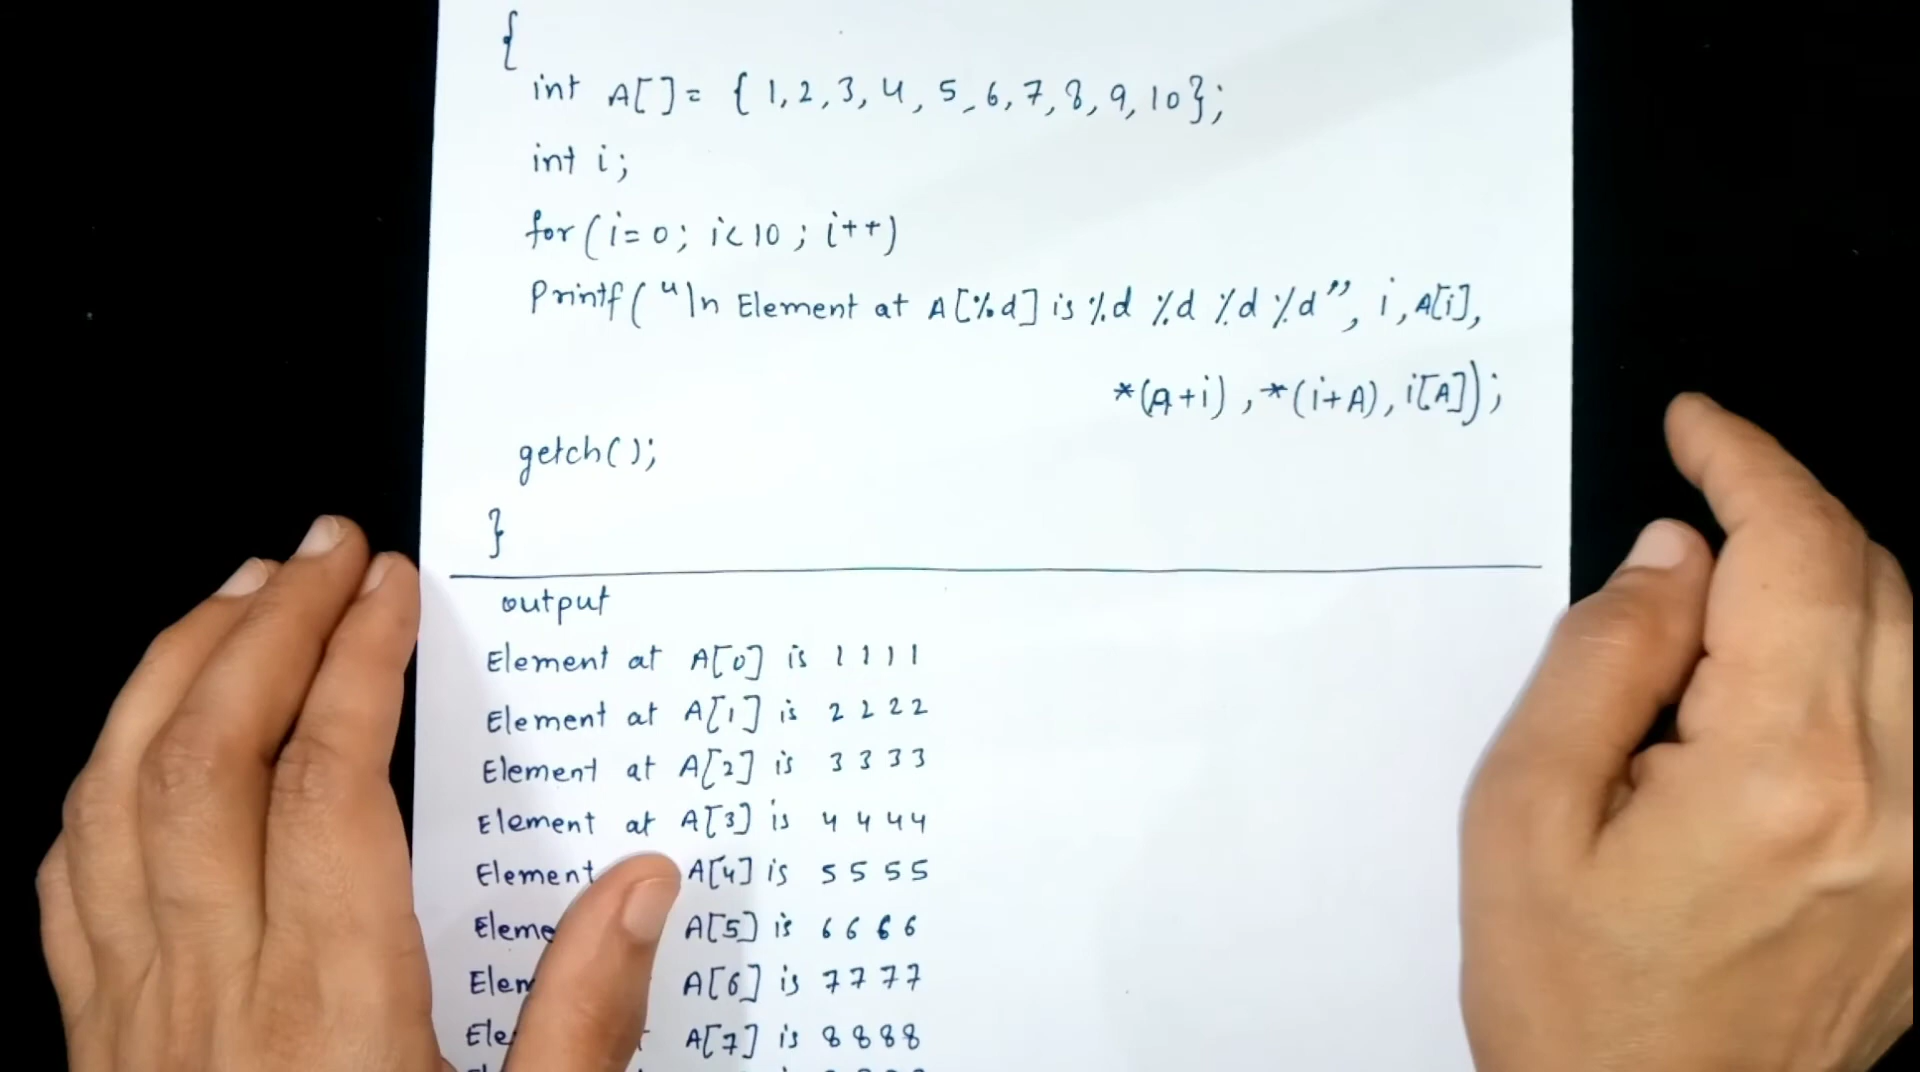 {
int A[] = { 1, 2, 3, 4, 5, 6, 7, 8, 9, 10};
int i;
for (i=0; i<10; i++)
Printf("\n Element at A[%d] is %d %d %d %d", i, A[i],
*(A+i), *(i+A), i[A]);
getch();
}
output
Element at A[0] is 1 1 1 1
Element at A[1] is 2 2 2 2
Element at A[2] is 3 3 3 3
Element at A[3] is 4 4 4 4
Element A[4] is 5 5 5 5
A[5] is 6 6 6 6
A[6] is 7 7 7 7
A[7] is 8 8 8 8